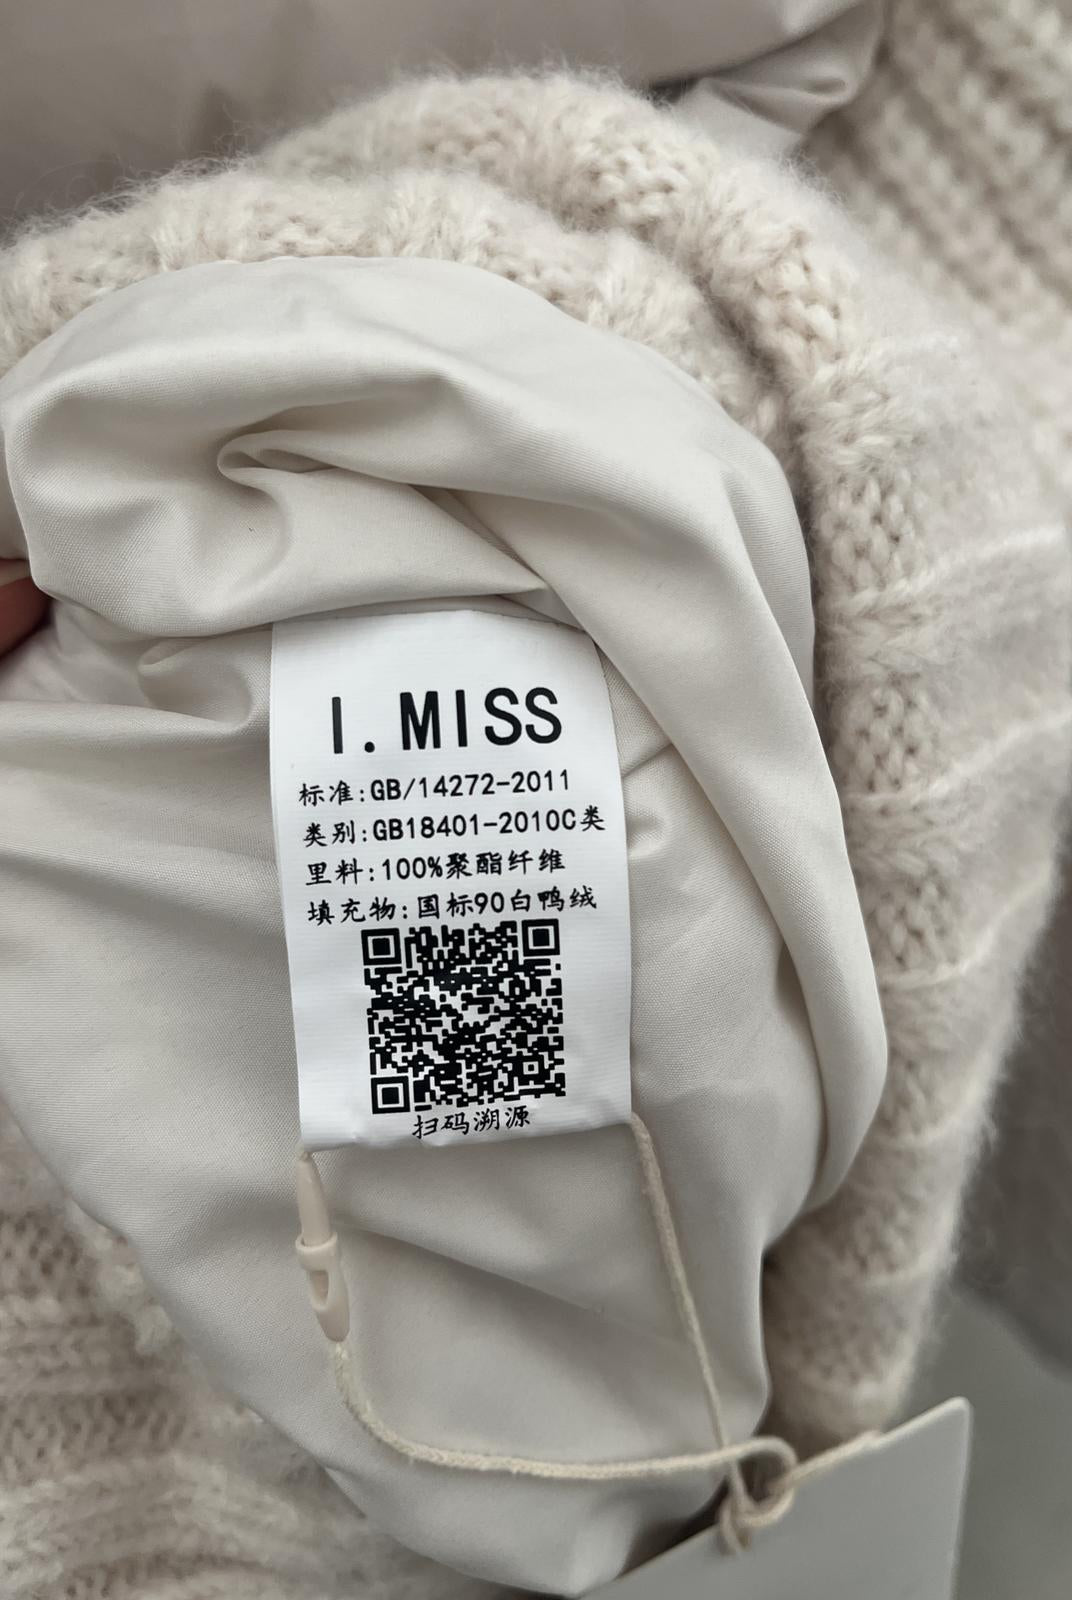 I.MISS
标准:GB/14272-2011
类别:GB18401-2010C类
里料:100%聚酯纤维
填充物:国标90白鸭绒
扫码溯源